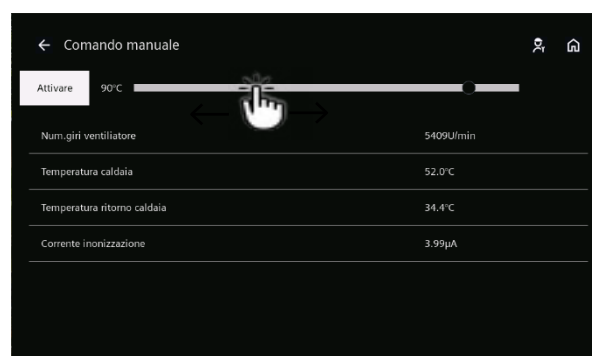 Comando manuale
Attivare 90°C
Num.giri ventiliatore 5409U/min
Temperatura caldaia 52.0°C
Temperatura ritorno caldaia 34.4°C
Corrente inonizzazione 3.99µA